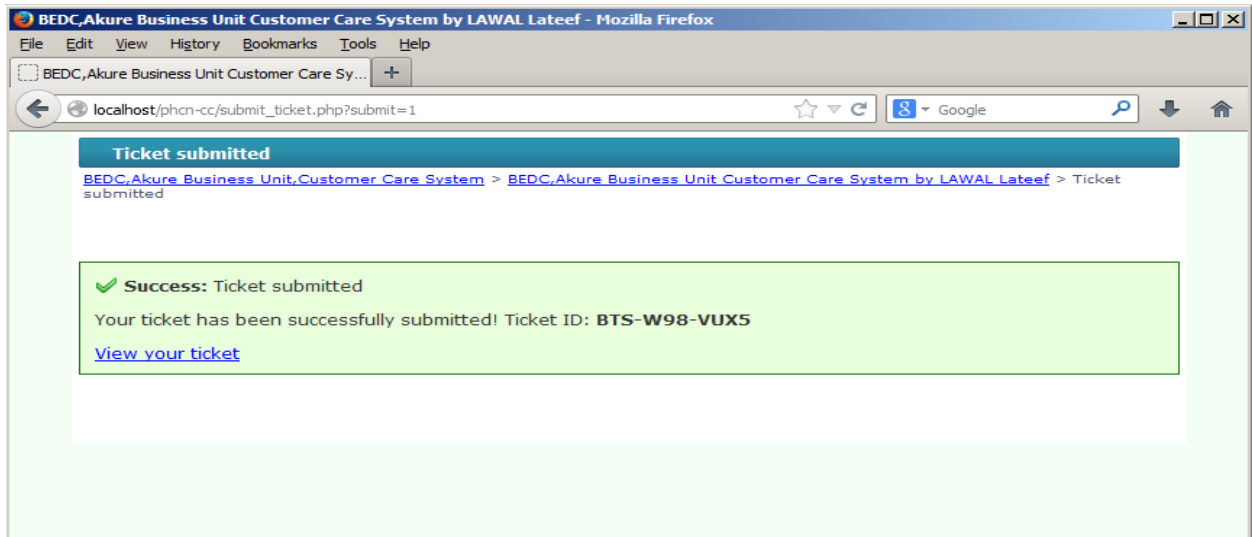 BEDC,Akure Business Unit Customer Care System by LAWAL Lateef - Mozilla Firefox
File Edit View History Bookmarks Tools Help
BEDC,Akure Business Unit Customer Care Sy... +
localhost/phcn-cc/submit_ticket.php?submit=1 8 Google
Ticket submitted
BEDC,Akure Business Unit,Customer Care System > BEDC,Akure Business Unit Customer Care System by LAWAL Lateef > Ticket
submitted
Success: Ticket submitted
Your ticket has been successfully submitted! Ticket ID: BTS-W98-VUX5
View your ticket